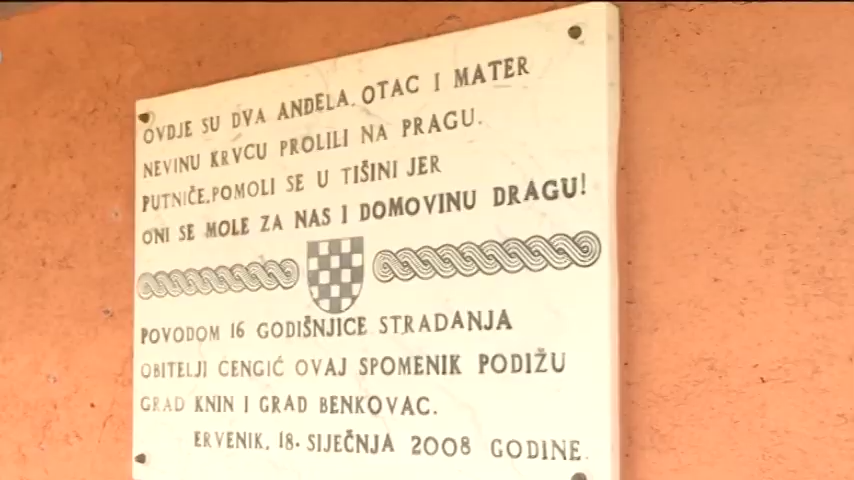 OVDJE SU DVA ANĐELA, OTAC I MATER
NEVINU KRVCU PROLILI NA PRAGU.
PUTNIČE, POMOLI SE U TIŠINI JER
ONI SE MOLE ZA NAS I DOMOVINU DRAGU!
POVODOM 16 GODIŠNJICE STRADANJA
OBITELJI ČENGIĆ OVAJ SPOMENIK PODIŽU
GRAD KNIN I GRAD BENKOVAC.
ERVENIK, 18. SIJEČNJA 2008 GODINE.